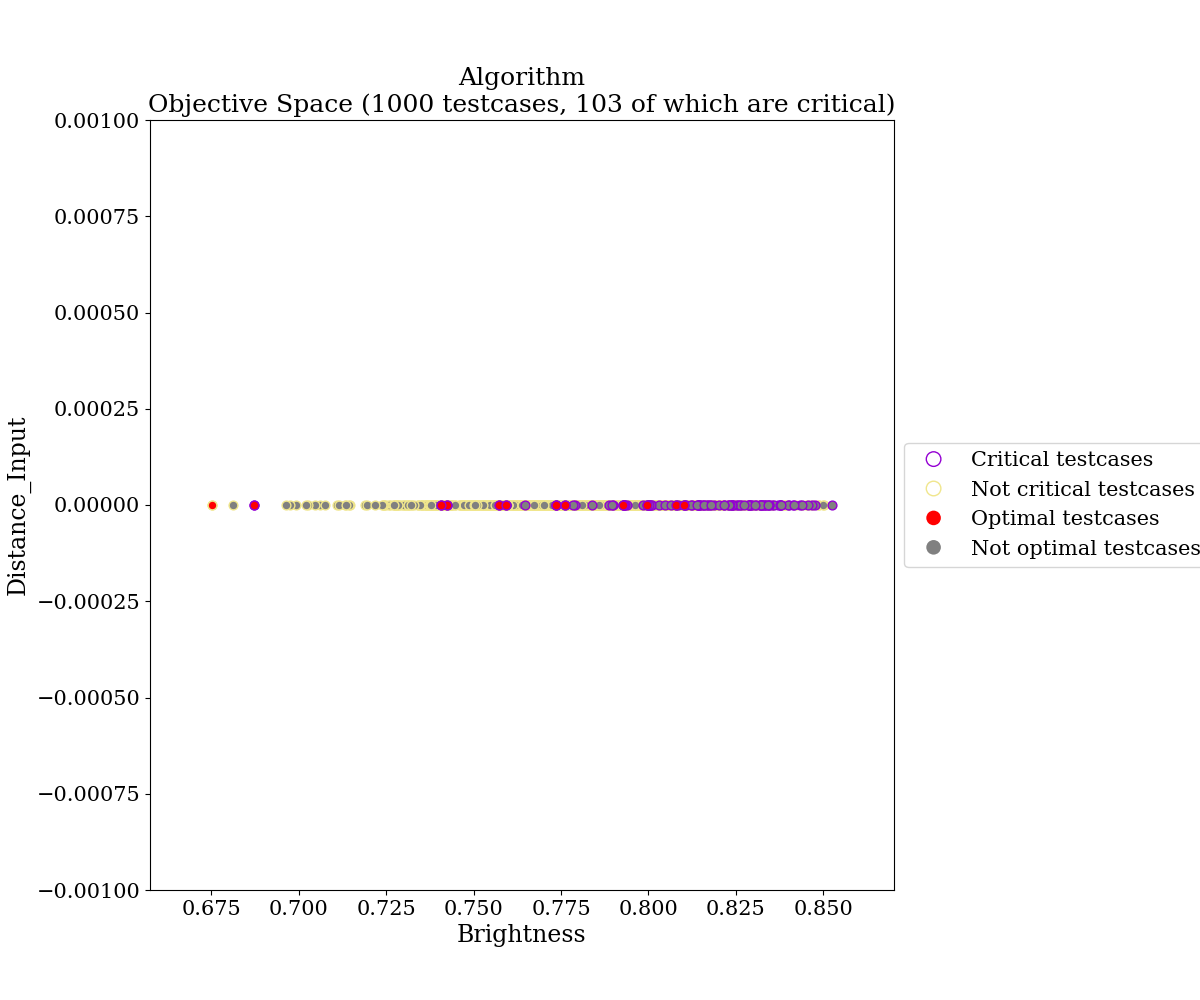 Algorithm
Objective Space (1000 testcases, 103 of which are critical)
0.00100
0.00075
0.00050
0.00025
0.00000
−0.00025
−0.00050
−0.00075
−0.00100
Distance_Input
0.675 0.700 0.725 0.750 0.775 0.800 0.825 0.850
Brightness
Critical testcases
Not critical testcases
Optimal testcases
Not optimal testcases